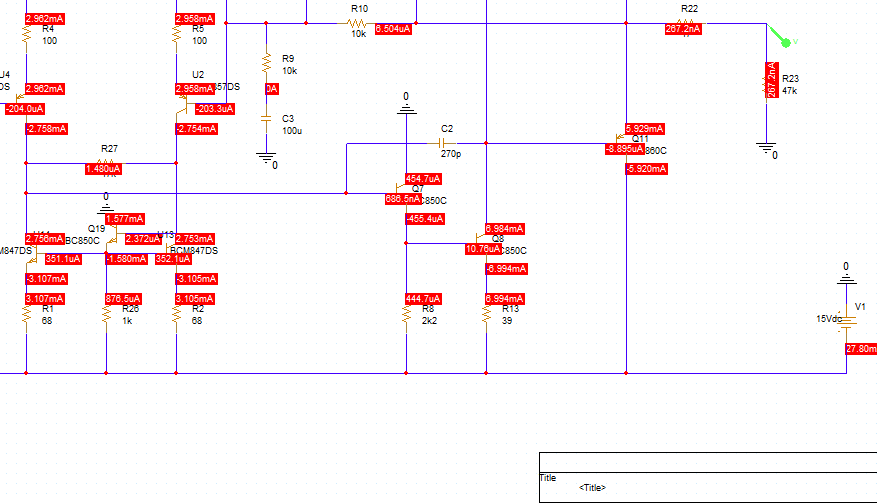 2.962mA
R4
100
2.958mA
R5
100
R10
10k
6.504uA
R22
267.2nA
V
R9
10k
0A
C3
100u
0
267.2nA
R23
47k
0
U4
DS
2.962mA
-204.0uA
-2.758mA
U2
2.958mA
857DS
-203.3uA
-2.754mA
0
C2
270p
5.929mA
Q11
-8.895uA
860C
-5.920mA
R27
1.480uA
454.7uA
Q7
686.5nA
C850C
-455.4uA
0
1.577mA
Q19
BC850C
2.372uA
-1.580mA
2.756mA
M847DS
351.1uA
-3.107mA
U13
2.753mA
BCM847DS
352.1uA
-3.105mA
6.984mA
Q8
10.76uA
C850C
-6.994mA
3.107mA
R1
68
876.5uA
R26
1k
3.105mA
R2
68
444.7uA
R8
2k2
6.994mA
R13
39
0
V1
15Vdc
27.80m
Title
<Title>